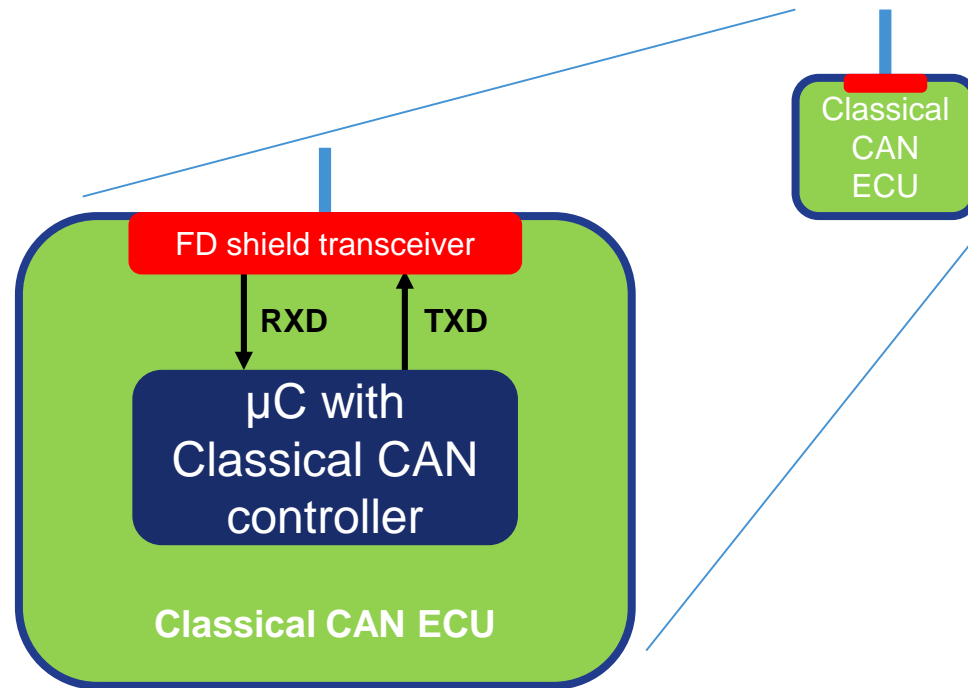 Classical
CAN
ECU
FD shield transceiver
RXD TXD
µC with
Classical CAN
controller
Classical CAN ECU